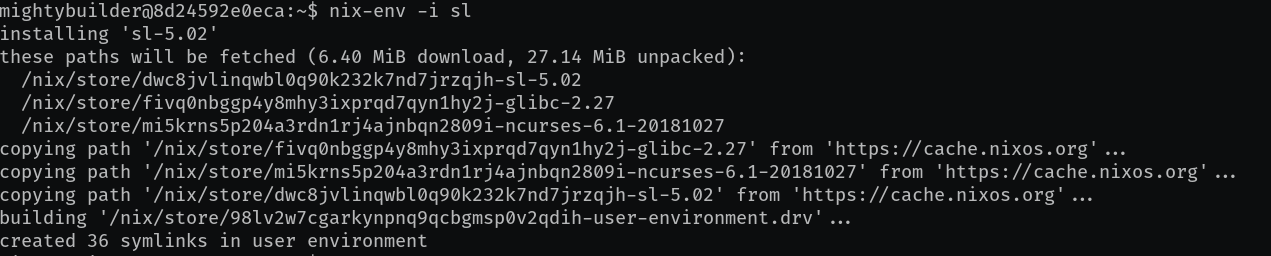 mightybuilder@8d24592e0eca:~$ nix-env -i sl
installing 'sl-5.02'
these paths will be fetched (6.40 MiB download, 27.14 MiB unpacked):
  /nix/store/dwc8jvlinqwbl0q90k232k7nd7jrzqjh-sl-5.02
  /nix/store/fivq0nbggp4y8mhy3ixprqd7qyn1hy2j-glibc-2.27
  /nix/store/mi5krns5p204a3rdn1rj4ajnbqn2809i-ncurses-6.1-20181027
copying path '/nix/store/fivq0nbggp4y8mhy3ixprqd7qyn1hy2j-glibc-2.27' from 'https://cache.nixos.org'...
copying path '/nix/store/mi5krns5p204a3rdn1rj4ajnbqn2809i-ncurses-6.1-20181027' from 'https://cache.nixos.org'...
copying path '/nix/store/dwc8jvlinqwbl0q90k232k7nd7jrzqjh-sl-5.02' from 'https://cache.nixos.org'...
building '/nix/store/98lv2w7cgarkynpnq9qcbgmsp0v2qdih-user-environment.drv'...
created 36 symlinks in user environment